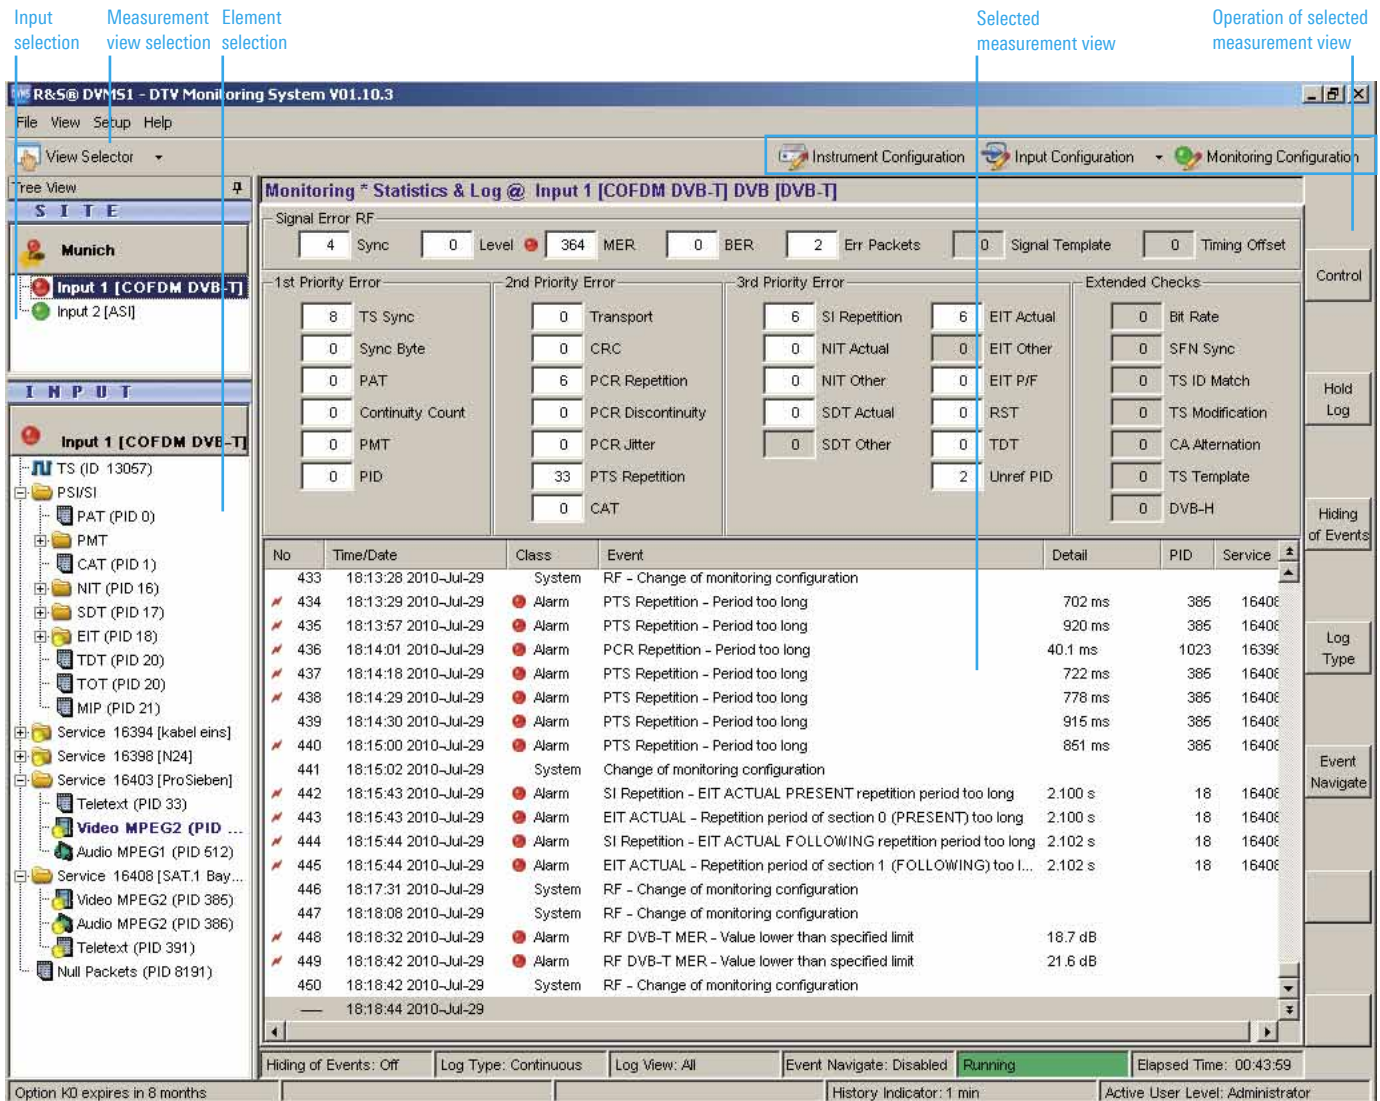 Input selection
Measurement view selection
Element selection
Selected measurement view
Operation of selected measurement view
R&S® DVMS1 - DTV Monitoring System V01.10.3
File View Setup Help
View Selector
Instrument Configuration Input Configuration Monitoring Configuration
Tree View
SITE
Munich
Input 1 [COFDM DVB-T]
Input 2 [ASI]
INPUT
Input 1 [COFDM DVB-T]
TS (ID 13057)
PSI/SI
PAT (PID 0)
PMT
CAT (PID 1)
NIT (PID 16)
SDT (PID 17)
EIT (PID 18)
TDT (PID 20)
TOT (PID 20)
MIP (PID 21)
Service 16394 [kabel eins]
Service 16398 [N24]
Service 16403 [ProSieben]
Teletext (PID 33)
Video MPEG2 (PID ...
Audio MPEG1 (PID 512)
Service 16408 [SAT.1 Bay...
Video MPEG2 (PID 385)
Audio MPEG2 (PID 386)
Teletext (PID 391)
Null Packets (PID 8191)
Monitoring * Statistics & Log @ Input 1 [COFDM DVB-T] DVB [DVB-T]
Signal Error RF
4 Sync 0 Level 364 MER 0 BER 2 Err Packets 0 Signal Template 0 Timing Offset
1st Priority Error
8 TS Sync
0 Sync Byte
0 PAT
0 Continuity Count
0 PMT
0 PID
2nd Priority Error
0 Transport
0 CRC
6 PCR Repetition
0 PCR Discontinuity
0 PCR Jitter
33 PTS Repetition
0 CAT
3rd Priority Error
6 SI Repetition 6 EIT Actual
0 NIT Actual 0 EIT Other
0 NIT Other 0 EIT P/F
0 SDT Actual 0 RST
0 SDT Other 0 TDT
2 Unref PID
Extended Checks
0 Bit Rate
0 SFN Sync
0 TS ID Match
0 TS Modification
0 CA Alternation
0 TS Template
0 DVB-H
No Time/Date Class Event Detail PID Service
433 18:13:28 2010-Jul-29 System RF - Change of monitoring configuration
434 18:13:29 2010-Jul-29 Alarm PTS Repetition - Period too long 702 ms 385 16408
435 18:13:57 2010-Jul-29 Alarm PTS Repetition - Period too long 920 ms 385 16408
436 18:14:01 2010-Jul-29 Alarm PCR Repetition - Period too long 40.1 ms 1023 16398
437 18:14:18 2010-Jul-29 Alarm PTS Repetition - Period too long 722 ms 385 16408
438 18:14:29 2010-Jul-29 Alarm PTS Repetition - Period too long 778 ms 385 16408
439 18:14:30 2010-Jul-29 Alarm PTS Repetition - Period too long 915 ms 385 16408
440 18:15:00 2010-Jul-29 Alarm PTS Repetition - Period too long 851 ms 385 16408
441 18:15:02 2010-Jul-29 System Change of monitoring configuration
442 18:15:43 2010-Jul-29 Alarm SI Repetition - EIT ACTUAL PRESENT repetition period too long 2.100 s 18 16408
443 18:15:43 2010-Jul-29 Alarm EIT ACTUAL - Repetition period of section 0 (PRESENT) too long 2.100 s 18 16408
444 18:15:44 2010-Jul-29 Alarm SI Repetition - EIT ACTUAL FOLLOWING repetition period too long 2.102 s 18 16408
445 18:15:44 2010-Jul-29 Alarm EIT ACTUAL - Repetition period of section 1 (FOLLOWING) too l... 2.102 s 18 16408
446 18:17:31 2010-Jul-29 System RF - Change of monitoring configuration
447 18:18:08 2010-Jul-29 System RF - Change of monitoring configuration
448 18:18:32 2010-Jul-29 Alarm RF DVB-T MER - Value lower than specified limit 18.7 dB
449 18:18:42 2010-Jul-29 Alarm RF DVB-T MER - Value lower than specified limit 21.6 dB
450 18:18:42 2010-Jul-29 System RF - Change of monitoring configuration
— 18:18:44 2010-Jul-29
Control
Hold Log
Hiding of Events
Log Type
Event Navigate
Hiding of Events: Off Log Type: Continuous Log View: All Event Navigate: Disabled Running Elapsed Time: 00:43:59
Option K0 expires in 8 months History Indicator: 1 min Active User Level: Administrator